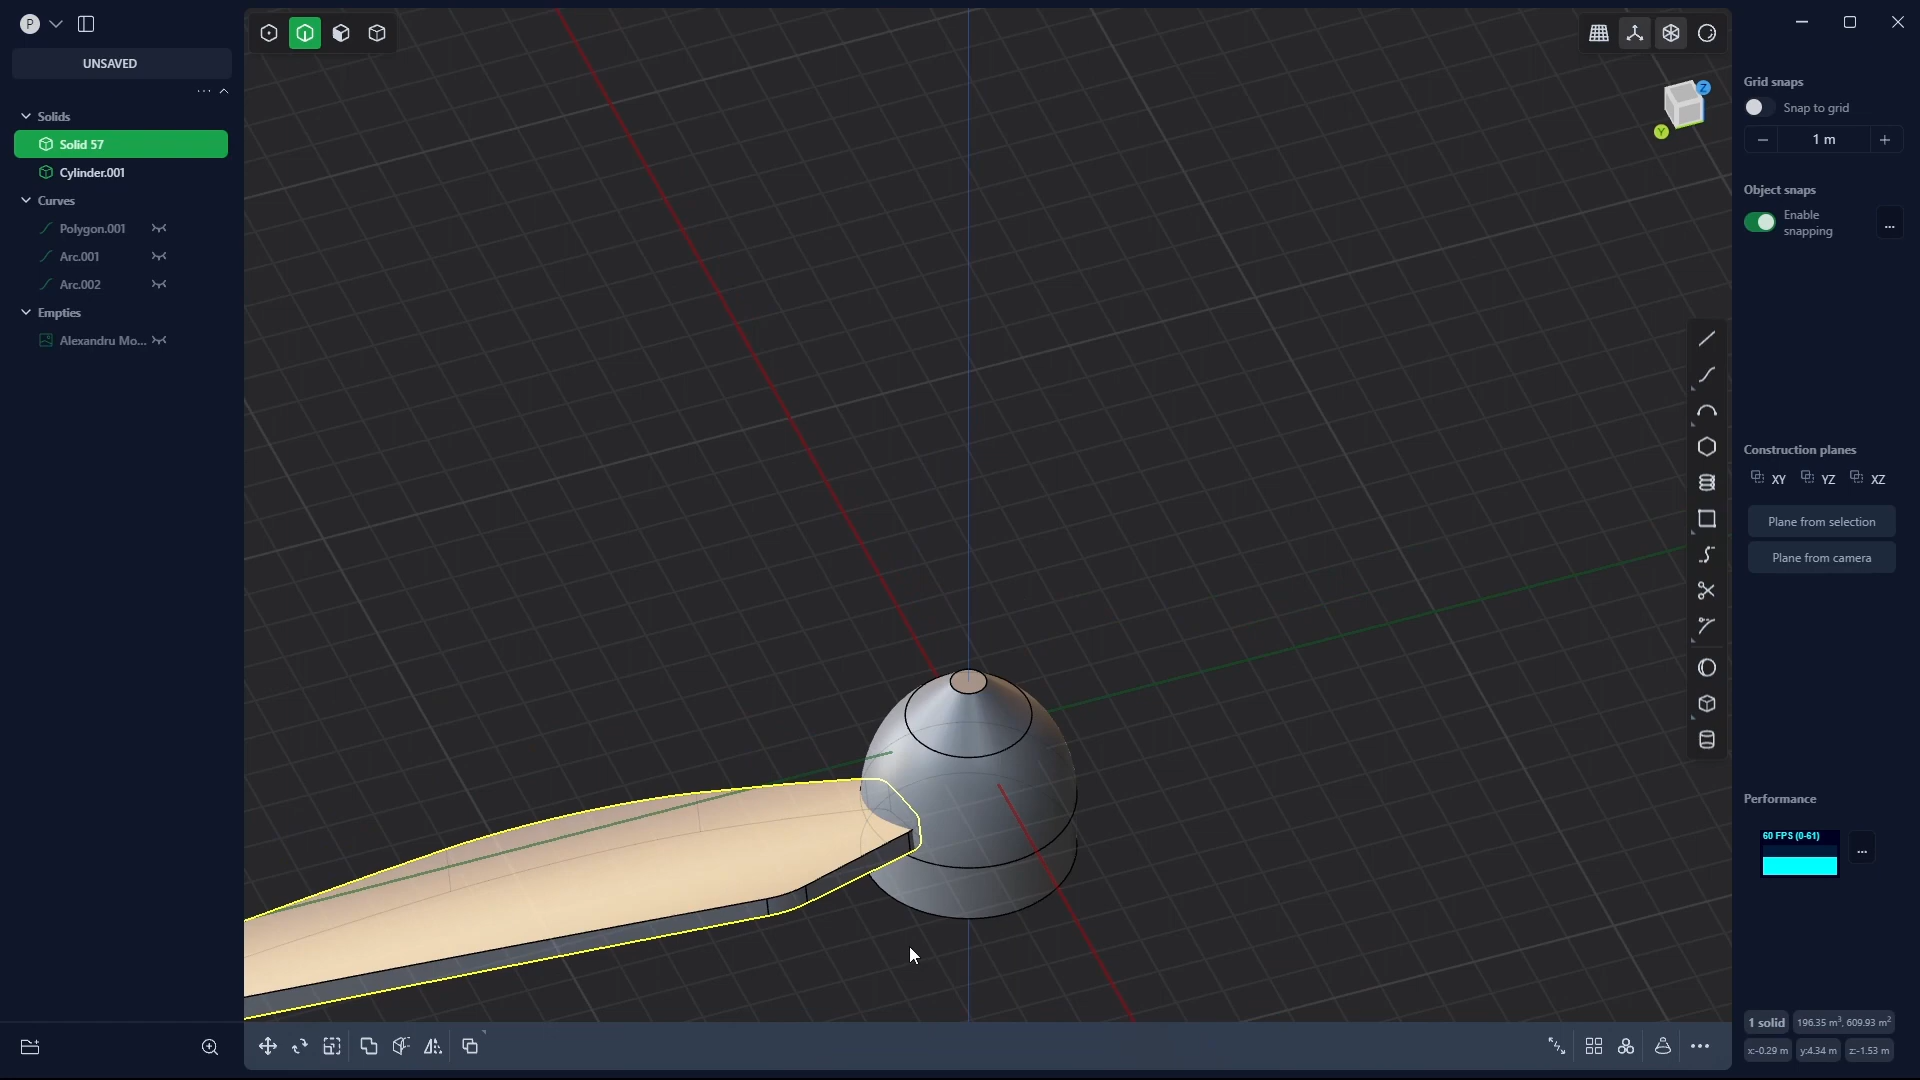 P
UNSAVED
Solids
Solid 57
Cylinder.001
Curves
Polygon.001
Arc.001
Arc.002
Empties
Alexandru Mo...
Z
Y
Grid snaps
Snap to grid
1 m
Object snaps
Enable
snapping
...
Construction planes
XY YZ XZ
Plane from selection
Plane from camera
Performance
60 FPS (0-61)
...
1 solid 196.35 m³, 609.93 m²
x:-0.29 m y:4.34 m z:-1.53 m